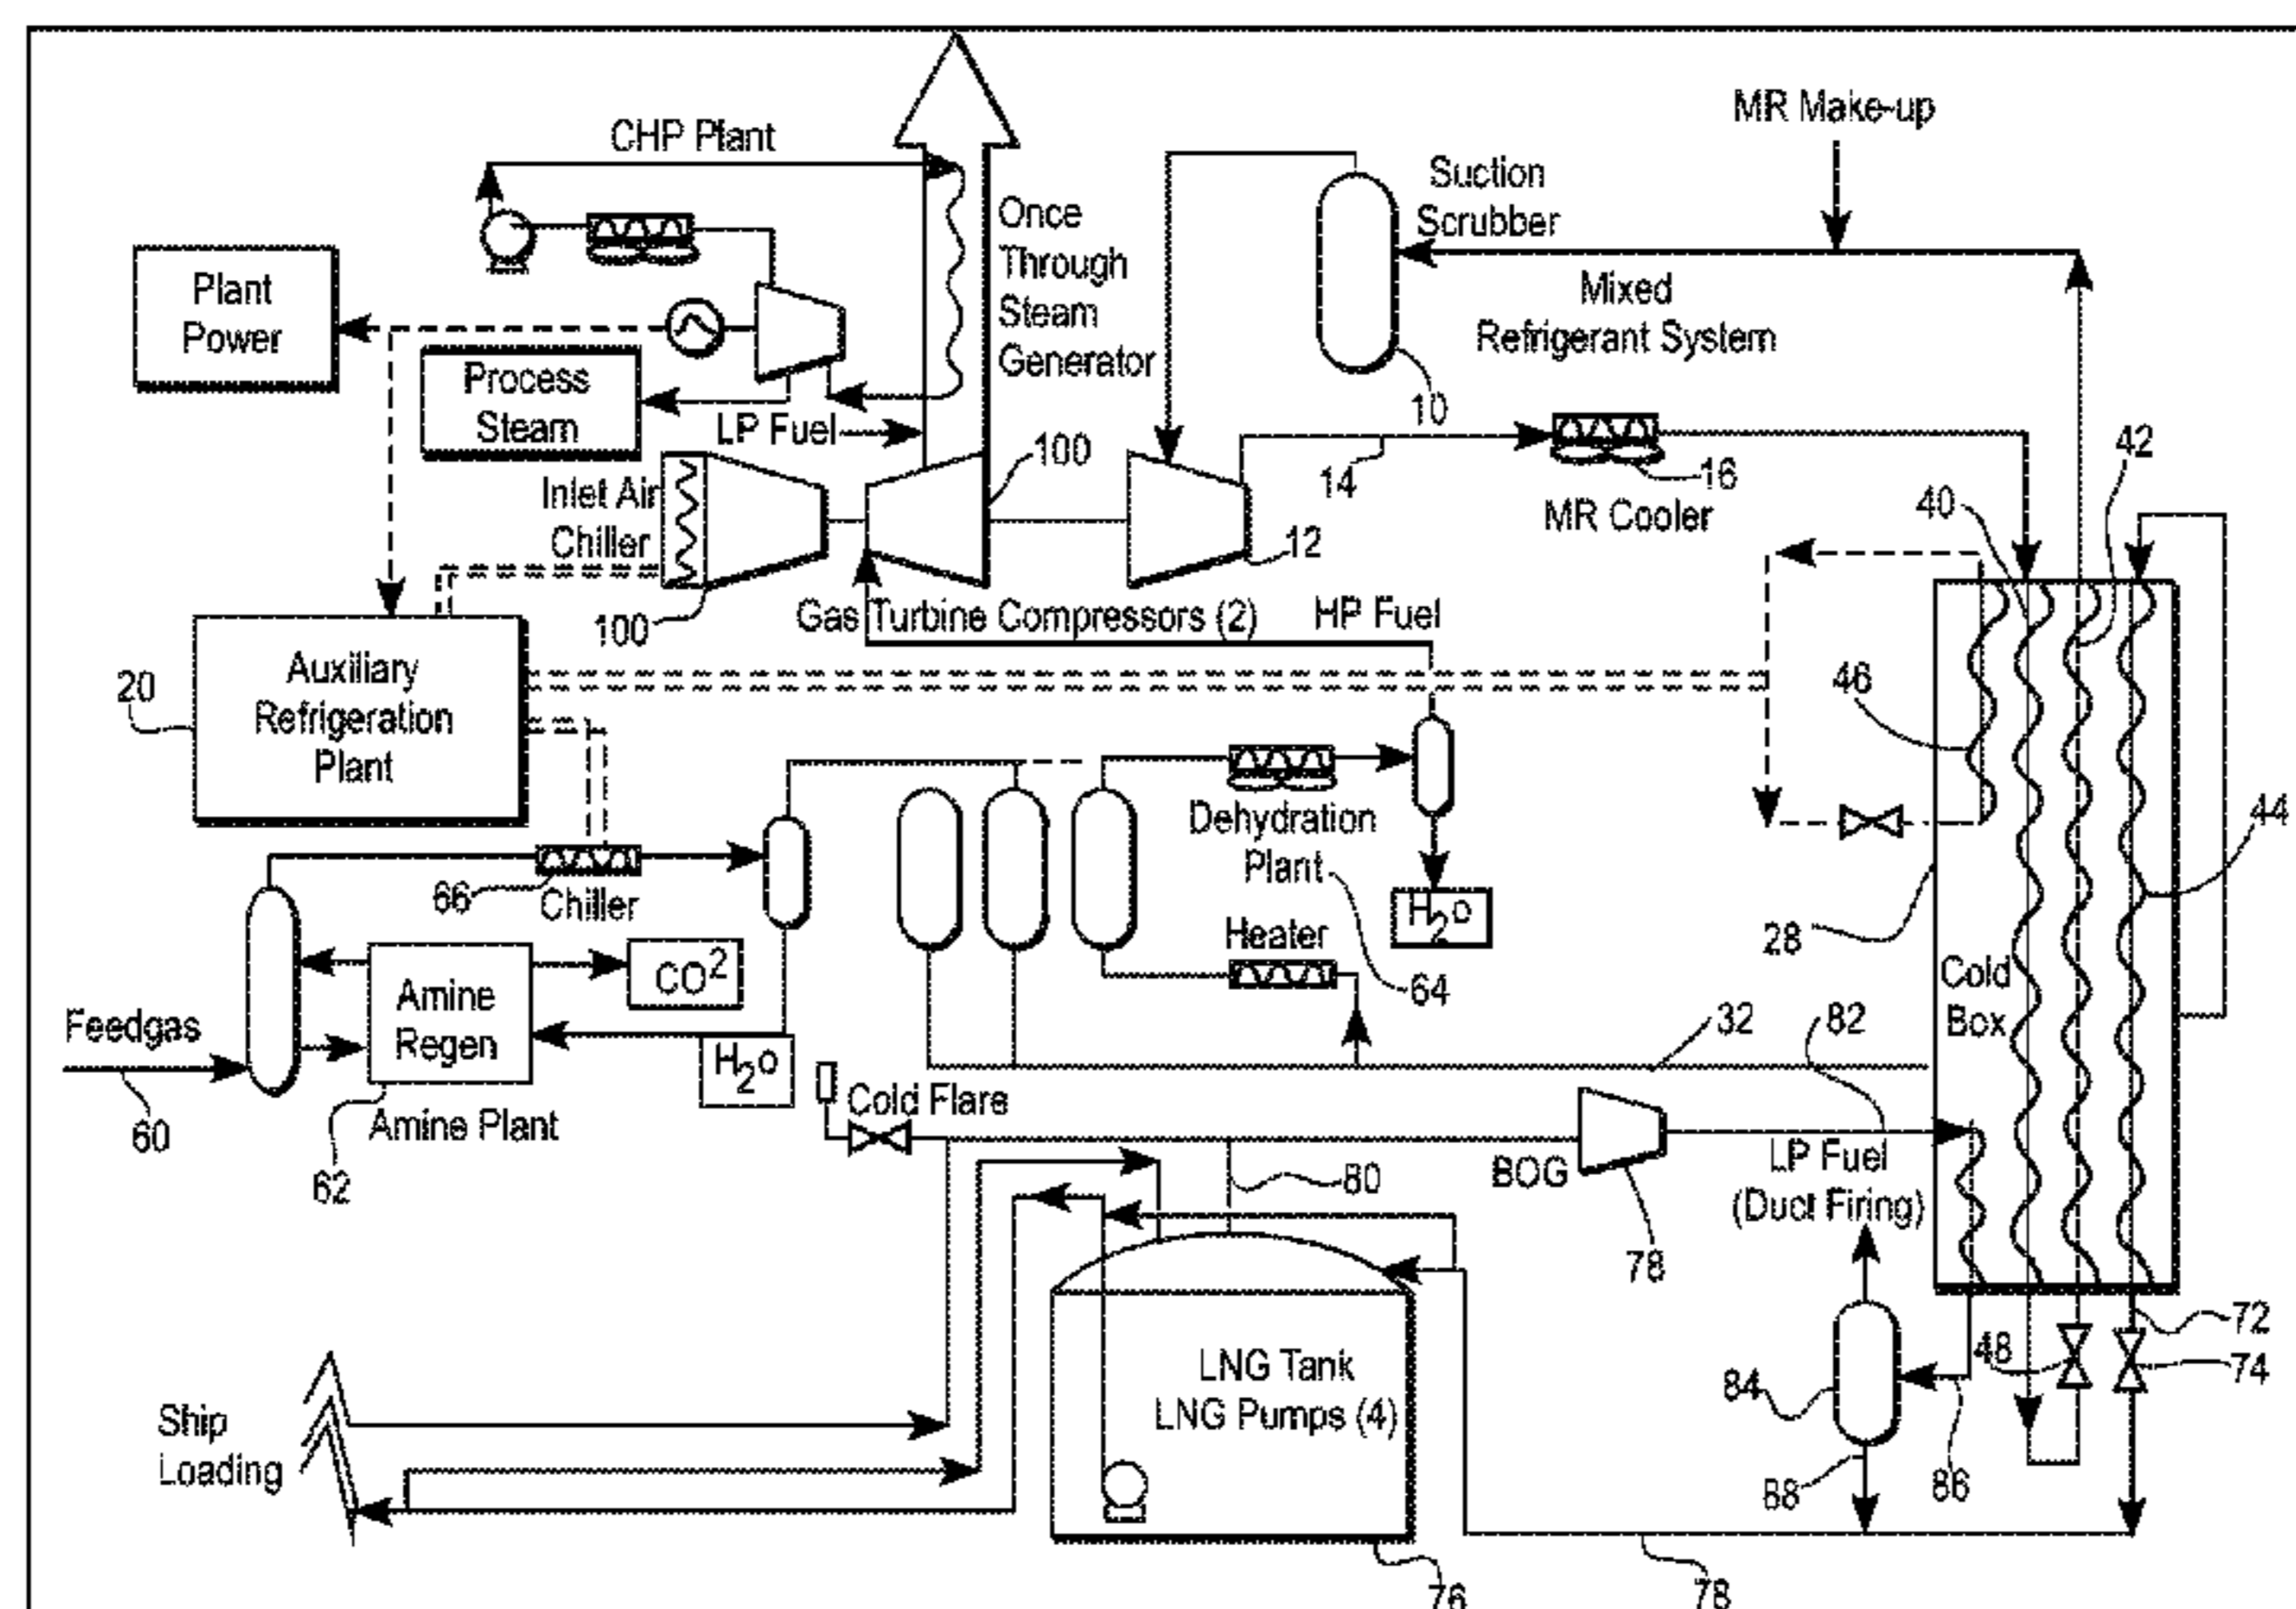 MR Make-up
CHP Plant
Suction
Scrubber
Once
Through
Steam
Generator
Plant
Power
Mixed
Refrigerant System
Process
Steam
10
LP Fuel
100
14
16
42
Inlet Air
Chiller
MR Cooler
40
12
100
Gas Turbine Compressors (2)
HP Fuel
20
Auxiliary
Refrigeration
Plant
46
Dehydration
Plant
44
66
Chiller
H2o
28
Heater
CO2
64
Cold
Box
Amine
Regen
Feedgas
32
82
H2o
60
Cold Flare
Amine Plant
62
80
BOG
LP Fuel
(Duct Firing)
78
72
48
74
LNG Tank
LNG Pumps (4)
84
Ship
Loading
88
86
76
78